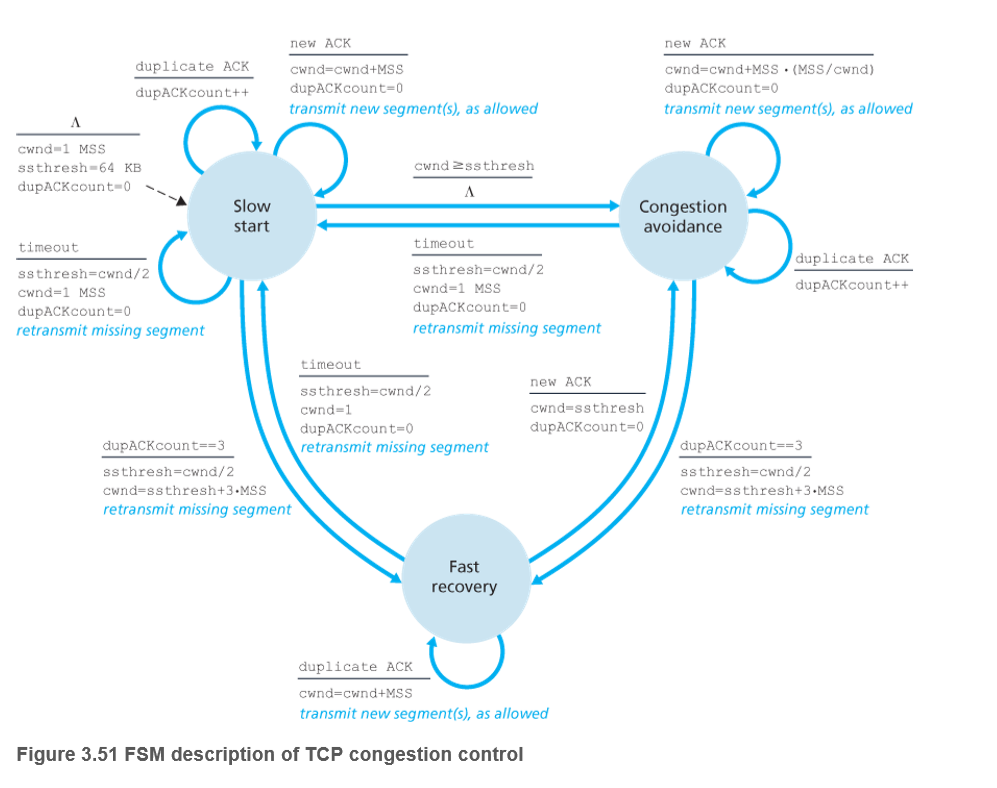 duplicate ACK
dupACKcount++
new ACK
cwnd=cwnd+MSS
dupACKcount=0
transmit new segment(s), as allowed
new ACK
cwnd=cwnd+MSS·(MSS/cwnd)
dupACKcount=0
transmit new segment(s), as allowed
Λ
cwnd=1 MSS
ssthresh=64 KB
dupACKcount=0
Slow
start
cwnd≥ssthresh
Λ
Congestion
avoidance
timeout
ssthresh=cwnd/2
cwnd=1 MSS
dupACKcount=0
retransmit missing segment
timeout
ssthresh=cwnd/2
cwnd=1 MSS
dupACKcount=0
retransmit missing segment
duplicate ACK
dupACKcount++
timeout
ssthresh=cwnd/2
cwnd=1
dupACKcount=0
retransmit missing segment
new ACK
cwnd=ssthresh
dupACKcount=0
dupACKcount==3
ssthresh=cwnd/2
cwnd=ssthresh+3·MSS
retransmit missing segment
dupACKcount==3
ssthresh=cwnd/2
cwnd=ssthresh+3·MSS
retransmit missing segment
Fast
recovery
duplicate ACK
cwnd=cwnd+MSS
transmit new segment(s), as allowed
Figure 3.51 FSM description of TCP congestion control